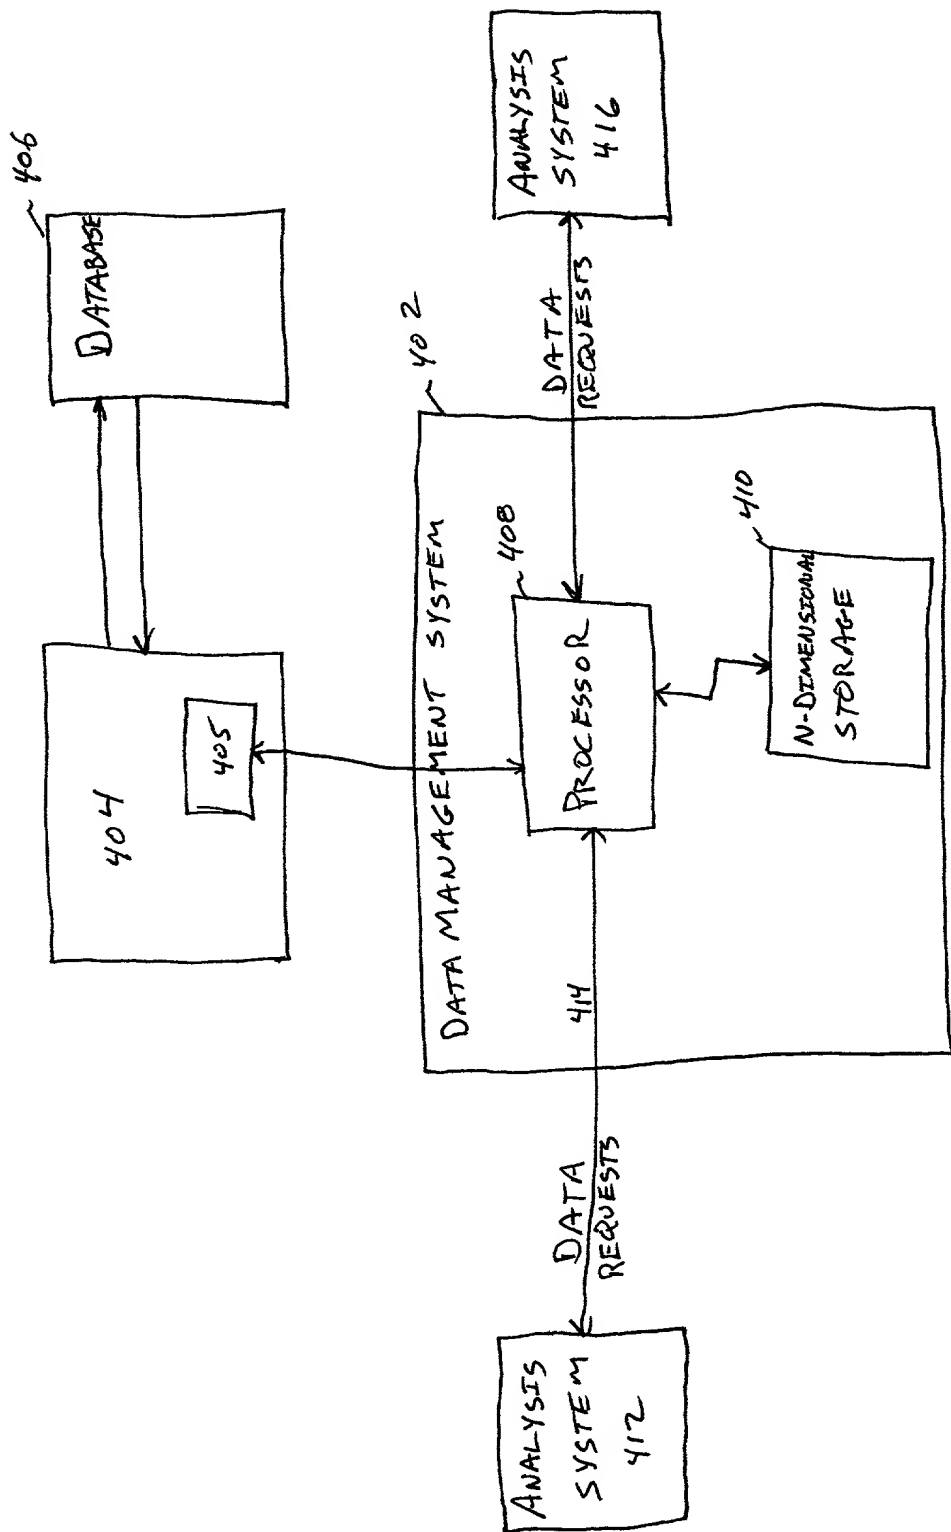 404
405
DATABASE
406
DATA MANAGEMENT SYSTEM
402
ANALYSIS
SYSTEM
412
DATA
REQUESTS
414
PROCESSOR
408
DATA
REQUESTS
ANALYSIS
SYSTEM
416
N-DIMENSIONAL
STORAGE
410